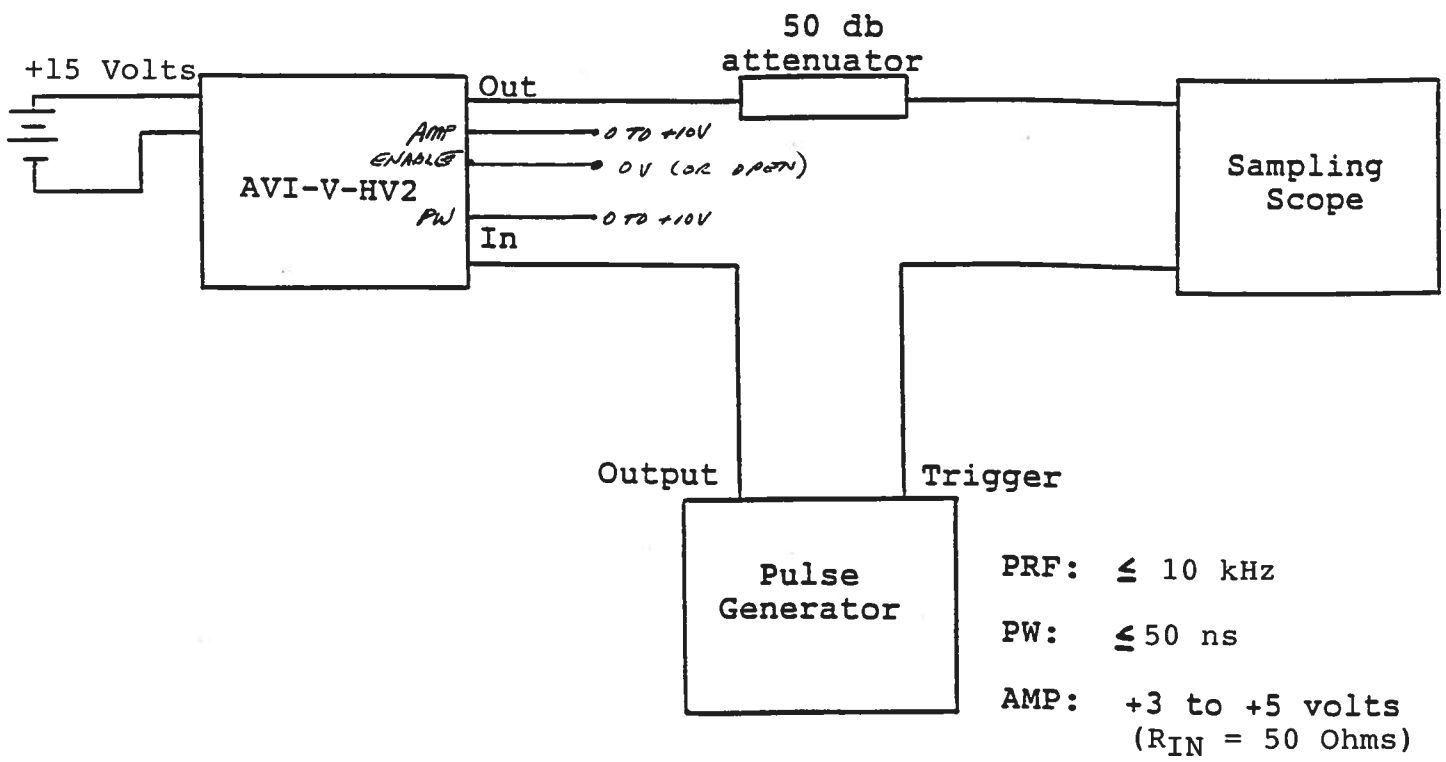 50 db
attenuator
+15 Volts
Out
AMP
0 TO +10V
ENABLE
0V (OR OPEN)
AVI-V-HV2
PW
0 TO +10V
In
Sampling
Scope
Output
Trigger
Pulse
Generator
PRF: ≤ 10 kHz
PW: ≤ 50 ns
AMP: +3 to +5 volts
(RIN = 50 Ohms)